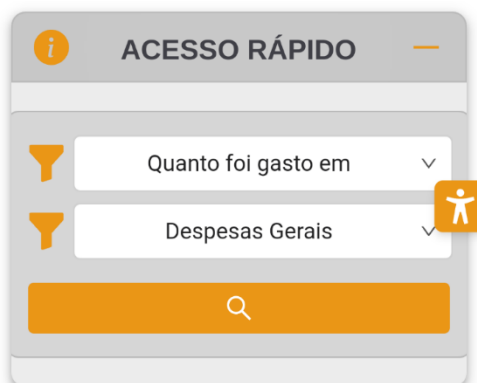 i
ACESSO RÁPIDO
Quanto foi gasto em
Despesas Gerais